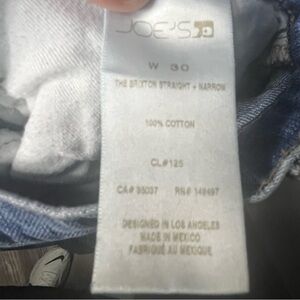 JOE'S
W 30
THE BRIXTON STRAIGHT + NARROW
100% COTTON
CL#125
CA# 35037 RN# 149497
DESIGNED IN LOS ANGELES
MADE IN MEXICO
FABRIQUÉ AU MEXIQUE